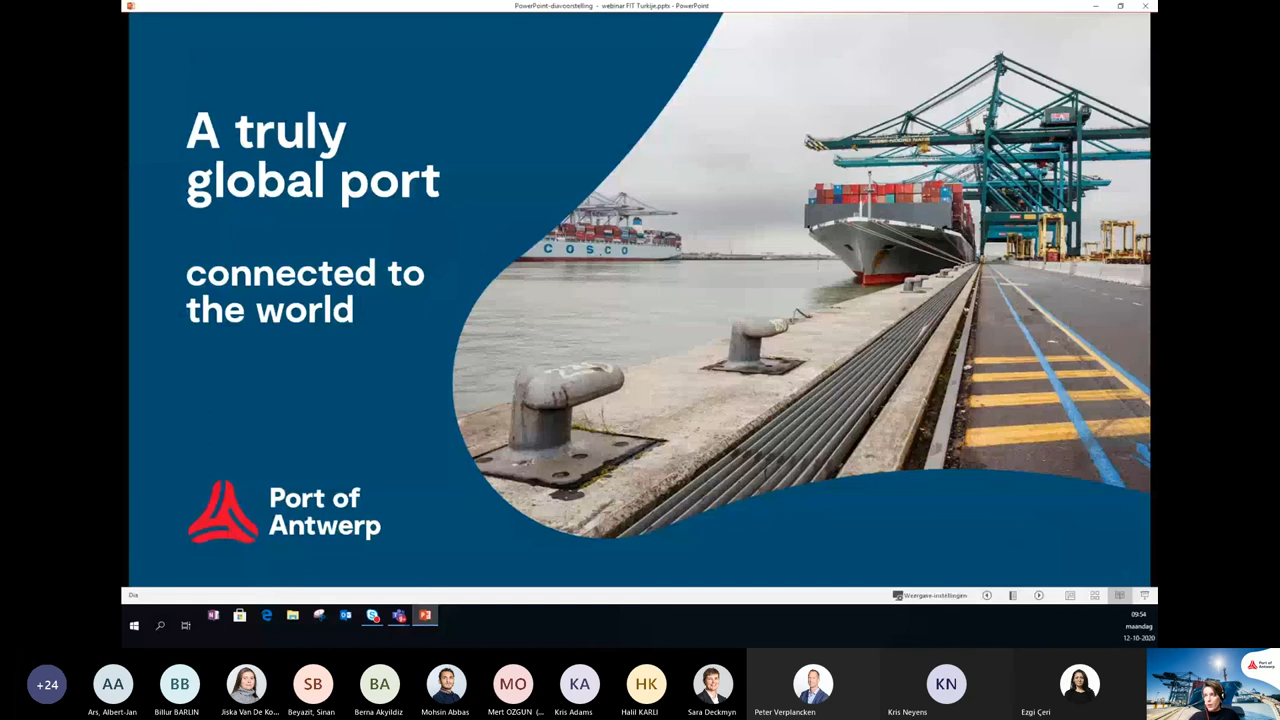 PowerPoint-diavoorstelling - webinar FIT Turkije.pptx - PowerPoint
A truly
global port
connected to
the world
COSCO
Port of
Antwerp
Dia
Weergave-instellingen
09:54
maandag
12-10-2020
+24
AA
BB
SB
BA
MO
KA
HK
KN
Port of
Antwerp
Ars, Albert-Jan
Billur BARLIN
Jiska Van De Ko...
Beyazit, Sinan
Berna Akyildiz
Mohsin Abbas
Mert OZGUN (...
Kris Adams
Halil KARLI
Sara Deckmyn
Peter Verplancken
Kris Neyens
Ezgi Çeri